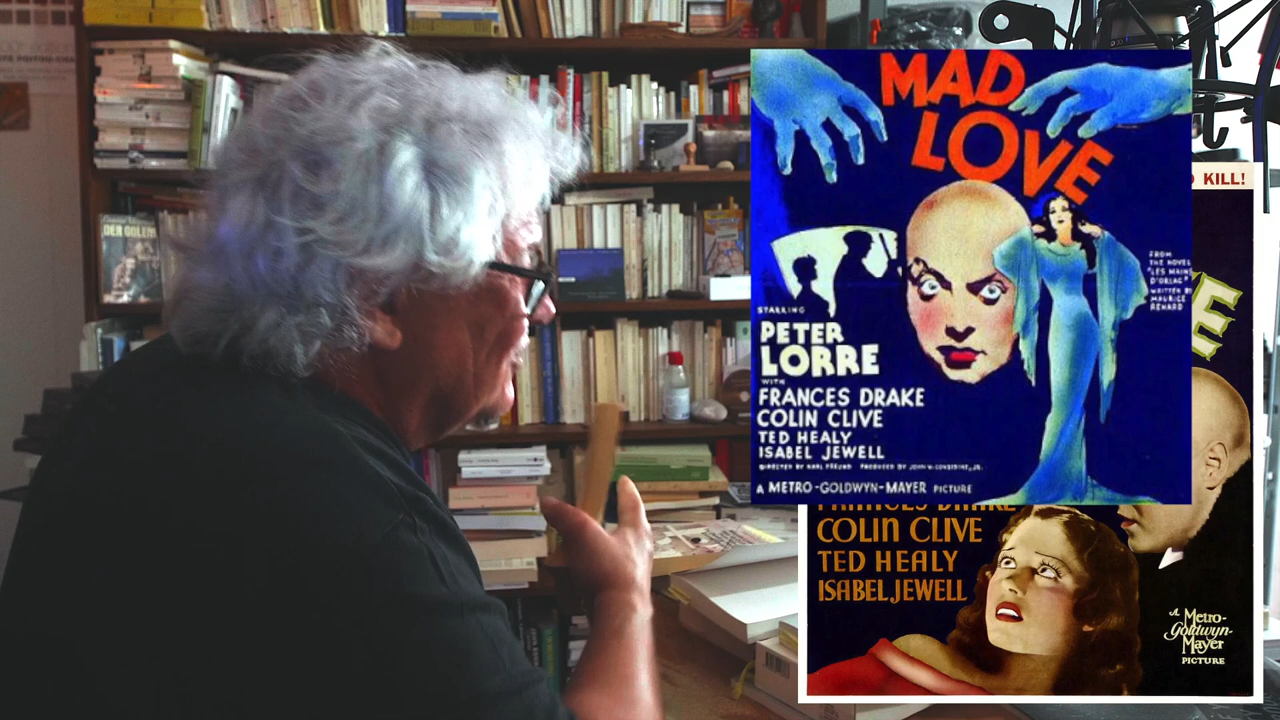 DER GOLEM
MAD
LOVE
FROM
THE NOVEL
"LES MAINS
D'ORLAC"
WRITTEN BY
MAURICE
RENARD
STARRING
PETER
LORRE
WITH
FRANCES DRAKE
COLIN CLIVE
TED HEALY
ISABEL JEWELL
DIRECTED BY KARL FREUND PRODUCED BY JOHN W. CONSIDINE, JR.
A METRO-GOLDWYN-MAYER PICTURE
KILL!
E
FRANCES DRAKE
COLIN CLIVE
TED HEALY
ISABEL JEWELL
A Metro-
Goldwyn-
Mayer
PICTURE